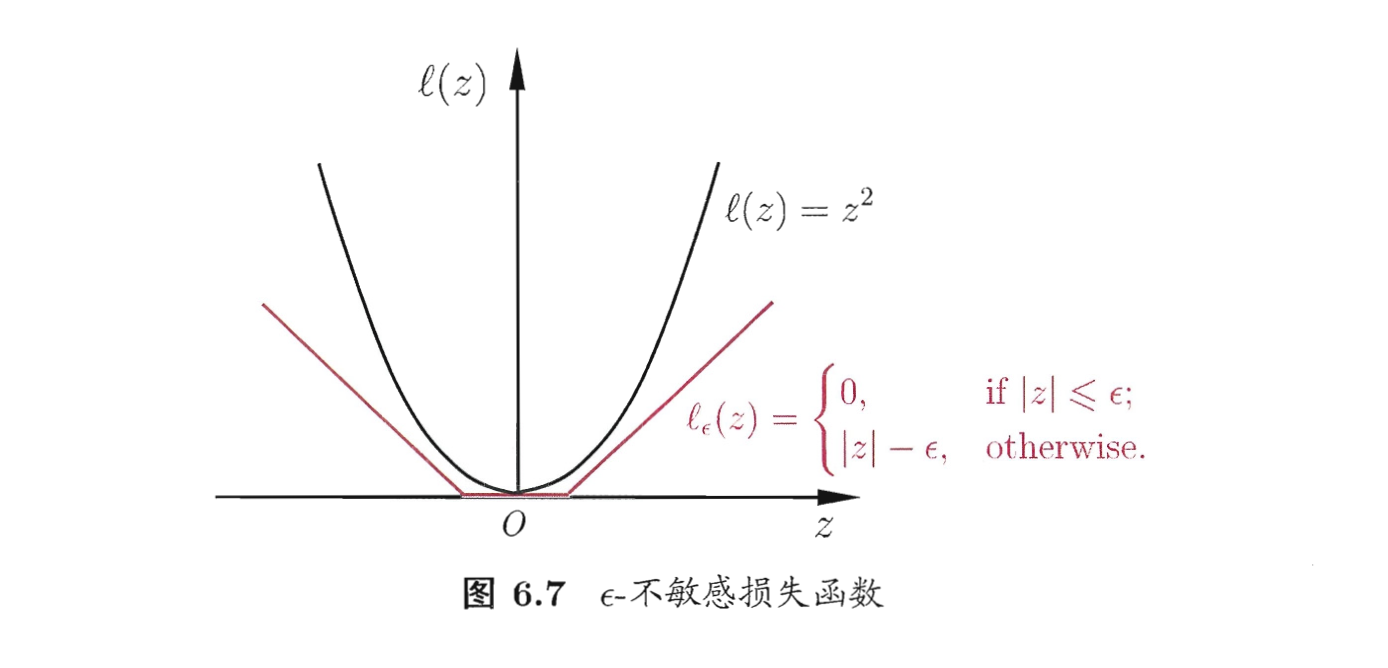 ℓ(z)
ℓ(z) = z²
ℓ_ϵ(z) = { 0, if |z| ⩽ ϵ;
|z| − ϵ, otherwise.
O
z
图 6.7 ϵ-不敏感损失函数